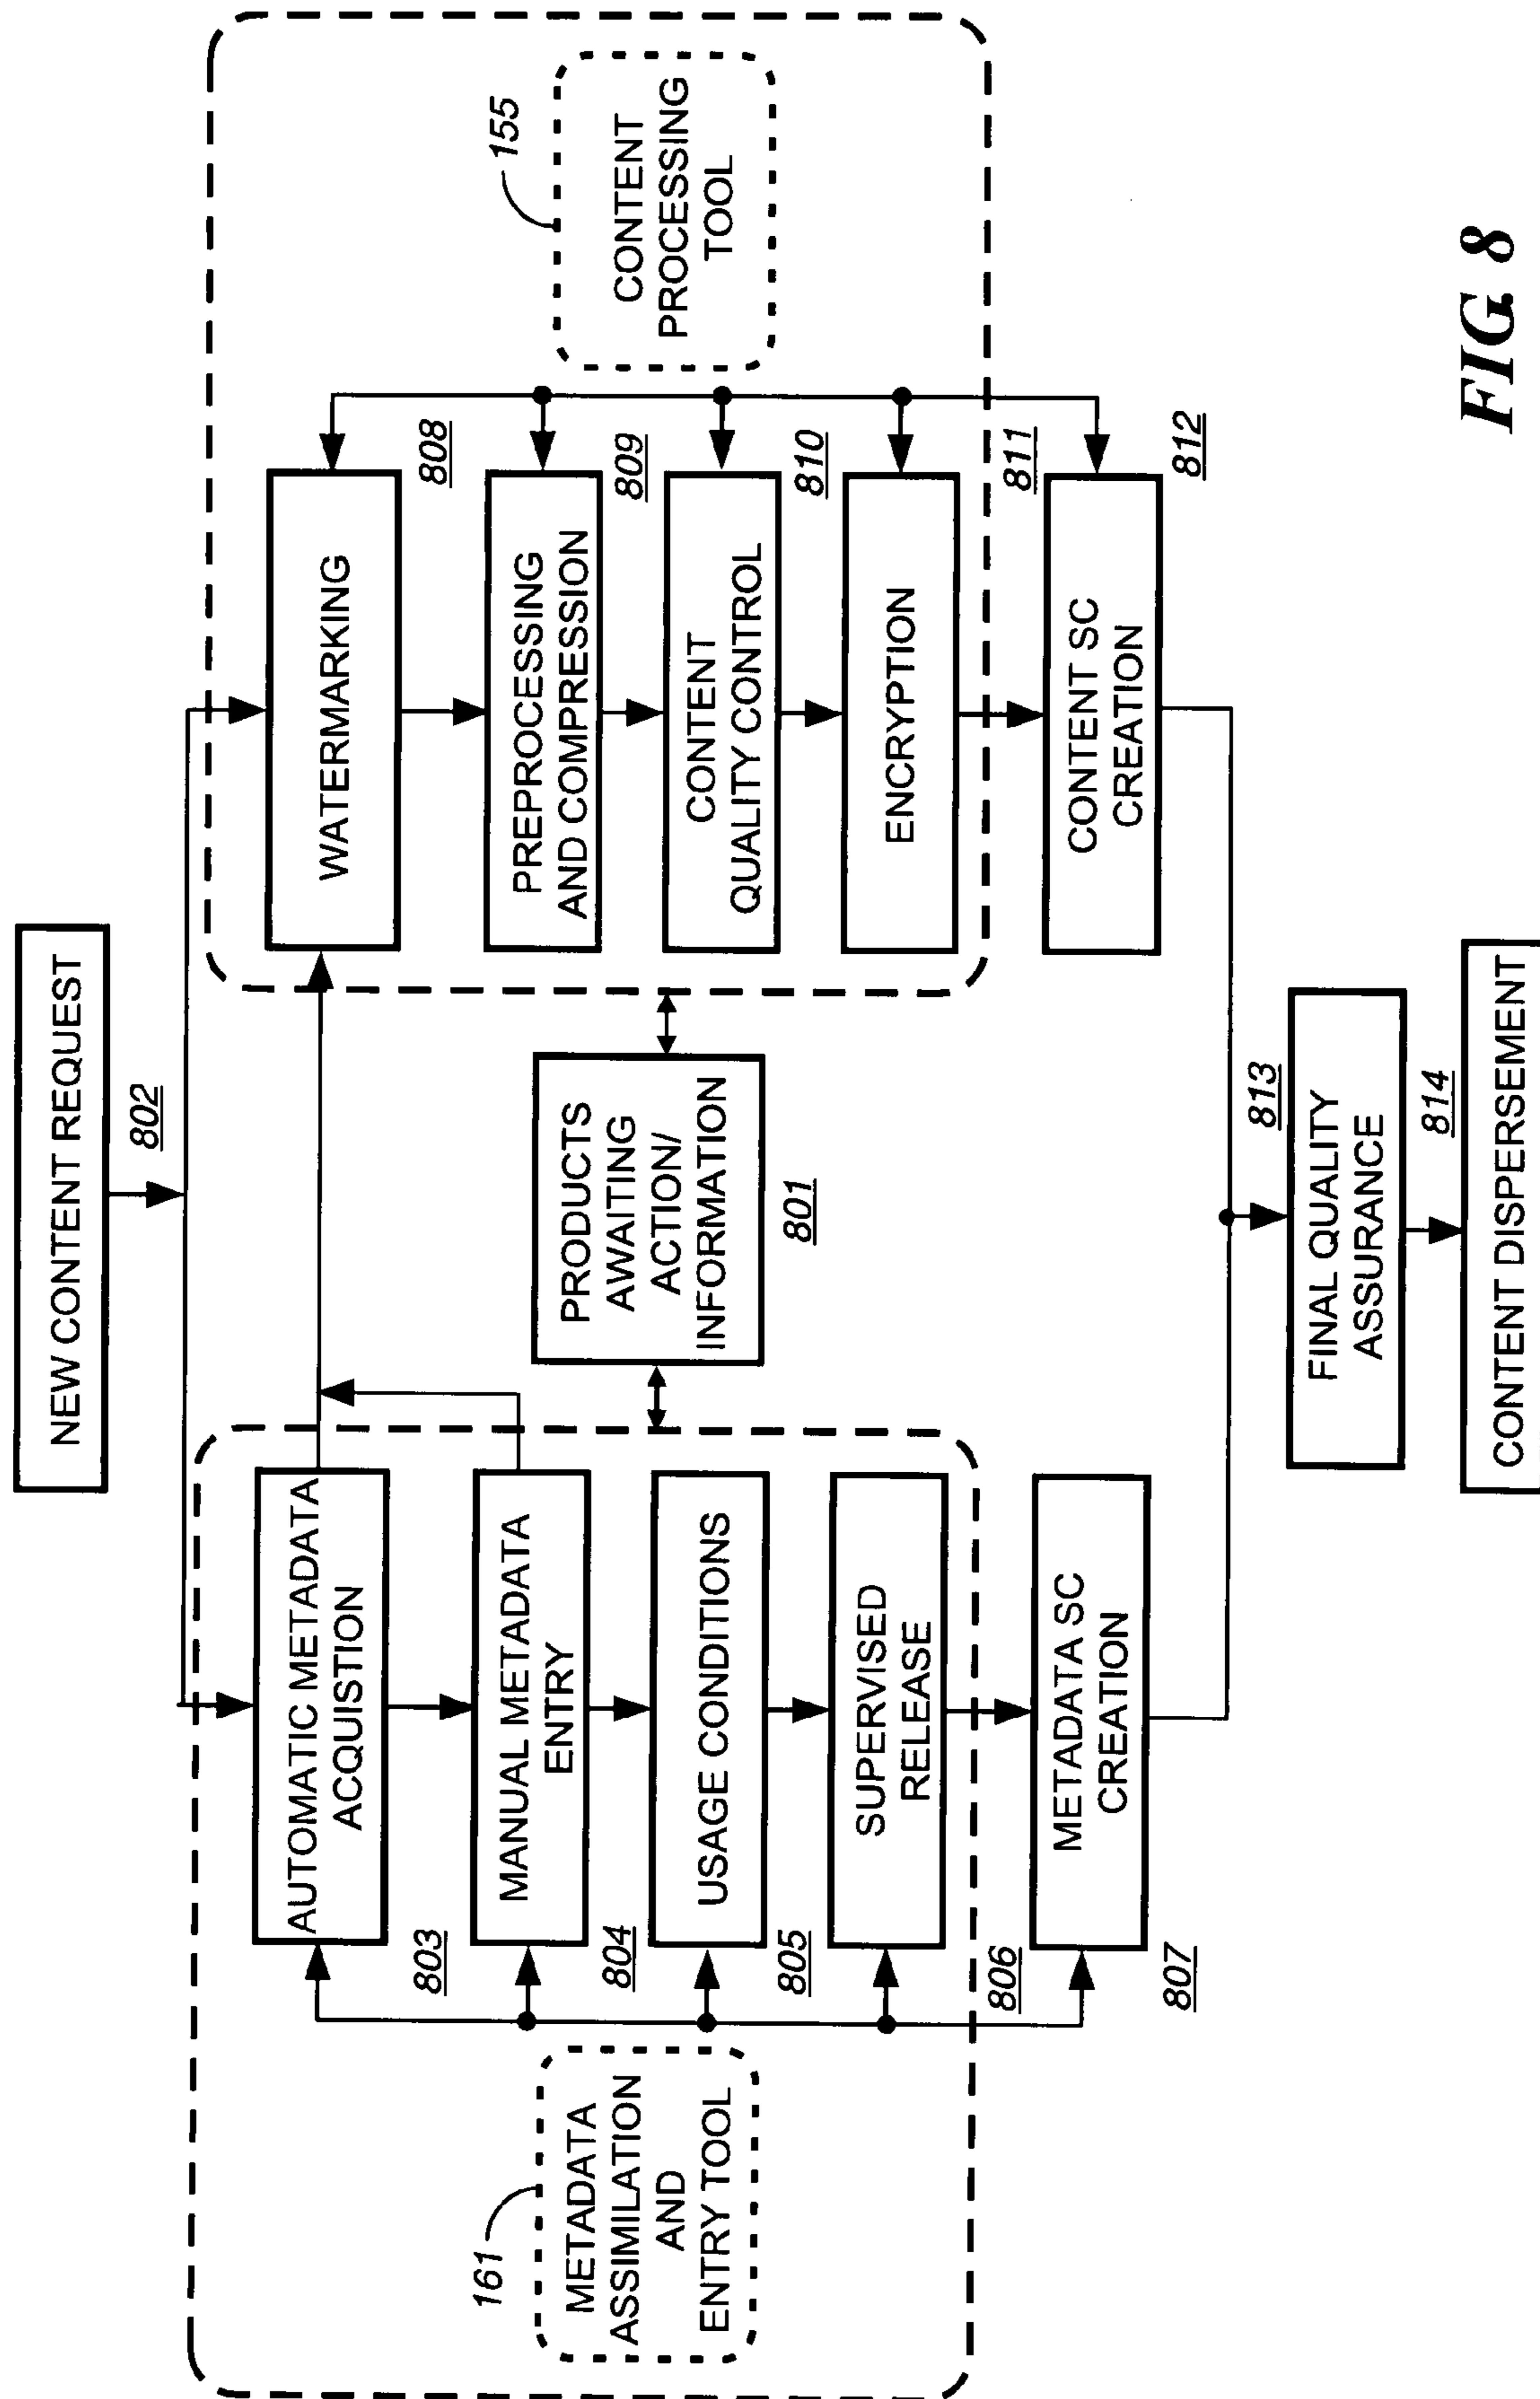 NEW CONTENT REQUEST
802
161
METADATA
ASSIMILATION
AND
ENTRY TOOL
AUTOMATIC METADATA
ACQUISTION
803
MANUAL METADATA
ENTRY
804
USAGE CONDITIONS
805
SUPERVISED
RELEASE
806
METADATA SC
CREATION
807
PRODUCTS
AWAITING
ACTION/
INFORMATION
801
WATERMARKING
808
PREPROCESSING
AND COMPRESSION
809
CONTENT
QUALITY CONTROL
810
ENCRYPTION
811
CONTENT SC
CREATION
812
155
CONTENT
PROCESSING
TOOL
813
FINAL QUALITY
ASSURANCE
814
CONTENT DISPERSEMENT
FIG. 8